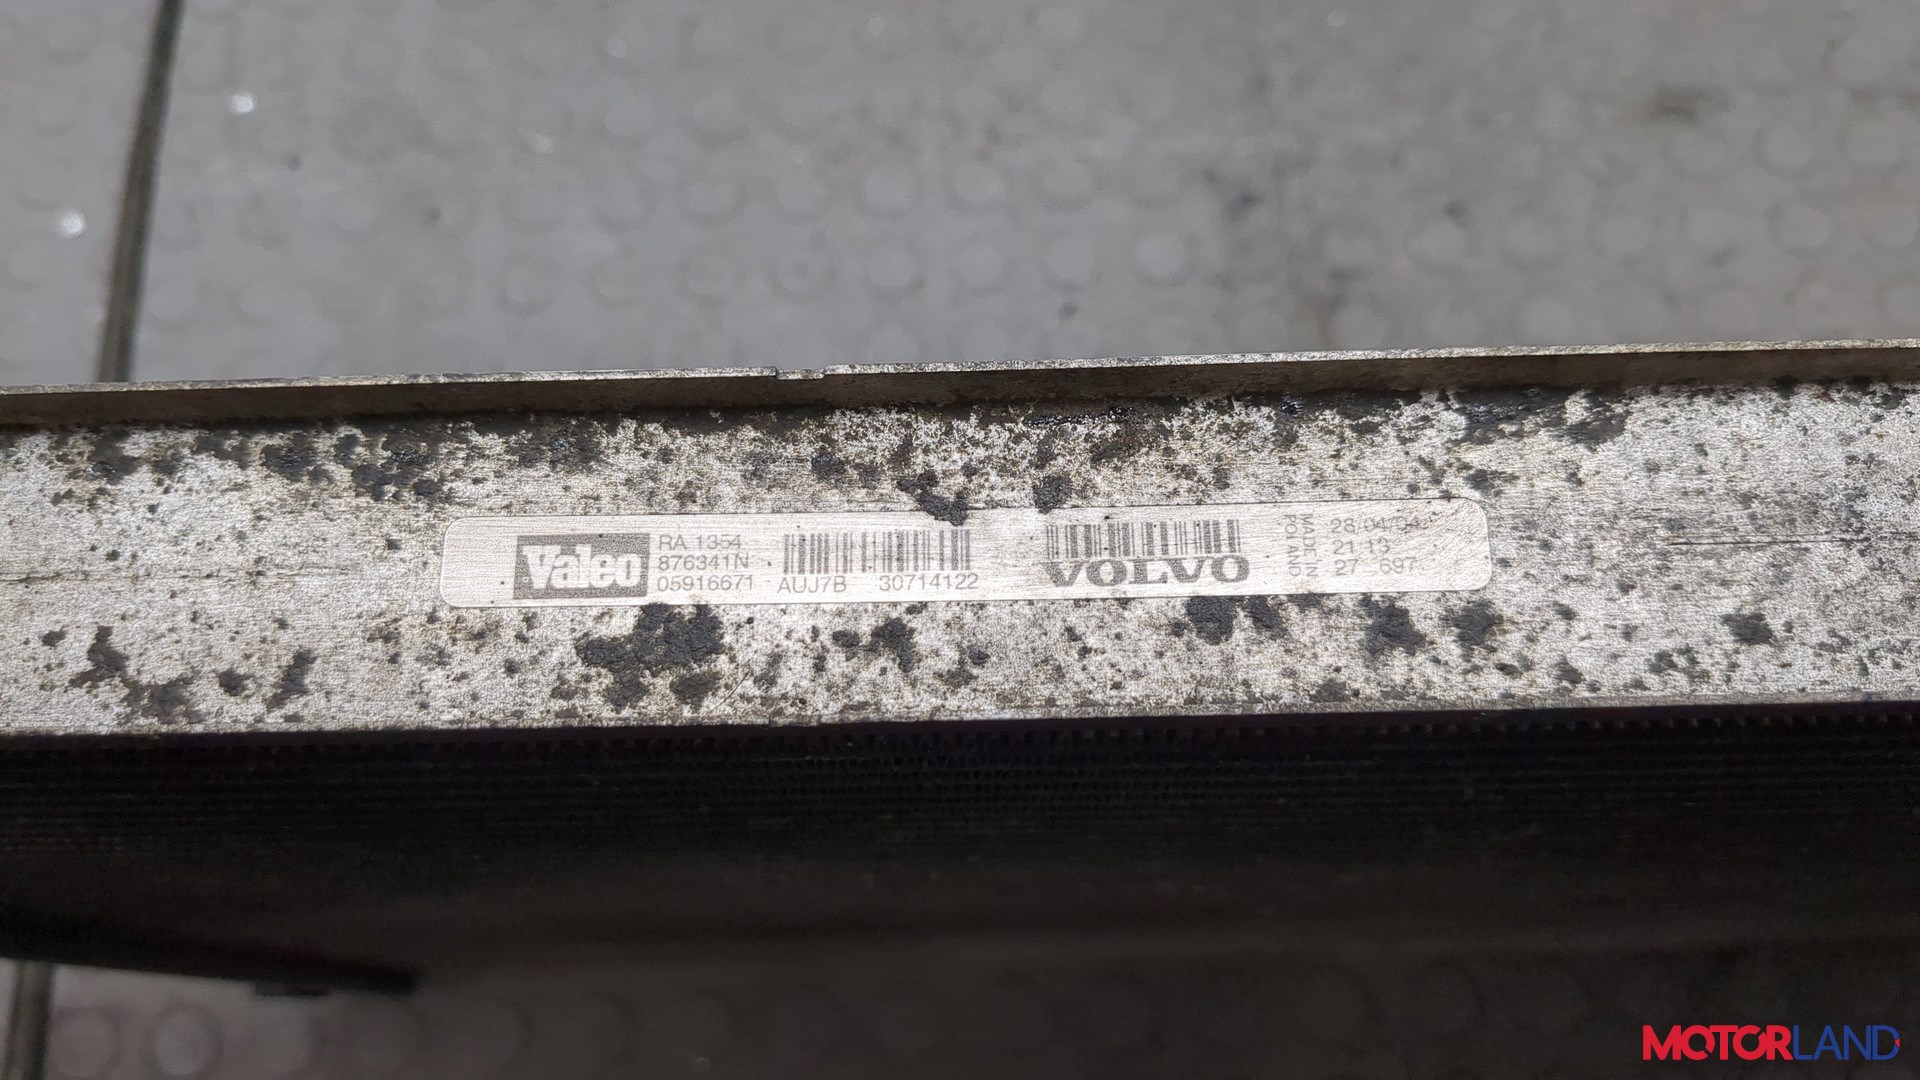 Valeo
RA 1354
876341N
05916671
AUJ7B 30714122
VOLVO
MADE IN
POLAND
28/04/04
21 13
27 697
MOTORLAND